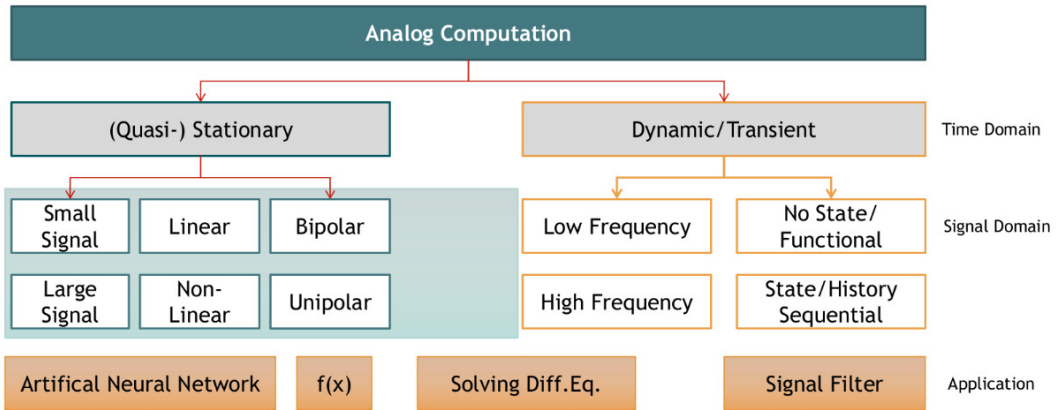 Analog Computation
(Quasi-) Stationary
Dynamic/Transient
Time Domain
Small
Signal
Linear
Bipolar
Low Frequency
No State/
Functional
Signal Domain
Large
Signal
Non-
Linear
Unipolar
High Frequency
State/History
Sequential
Artifical Neural Network
f(x)
Solving Diff.Eq.
Signal Filter
Application